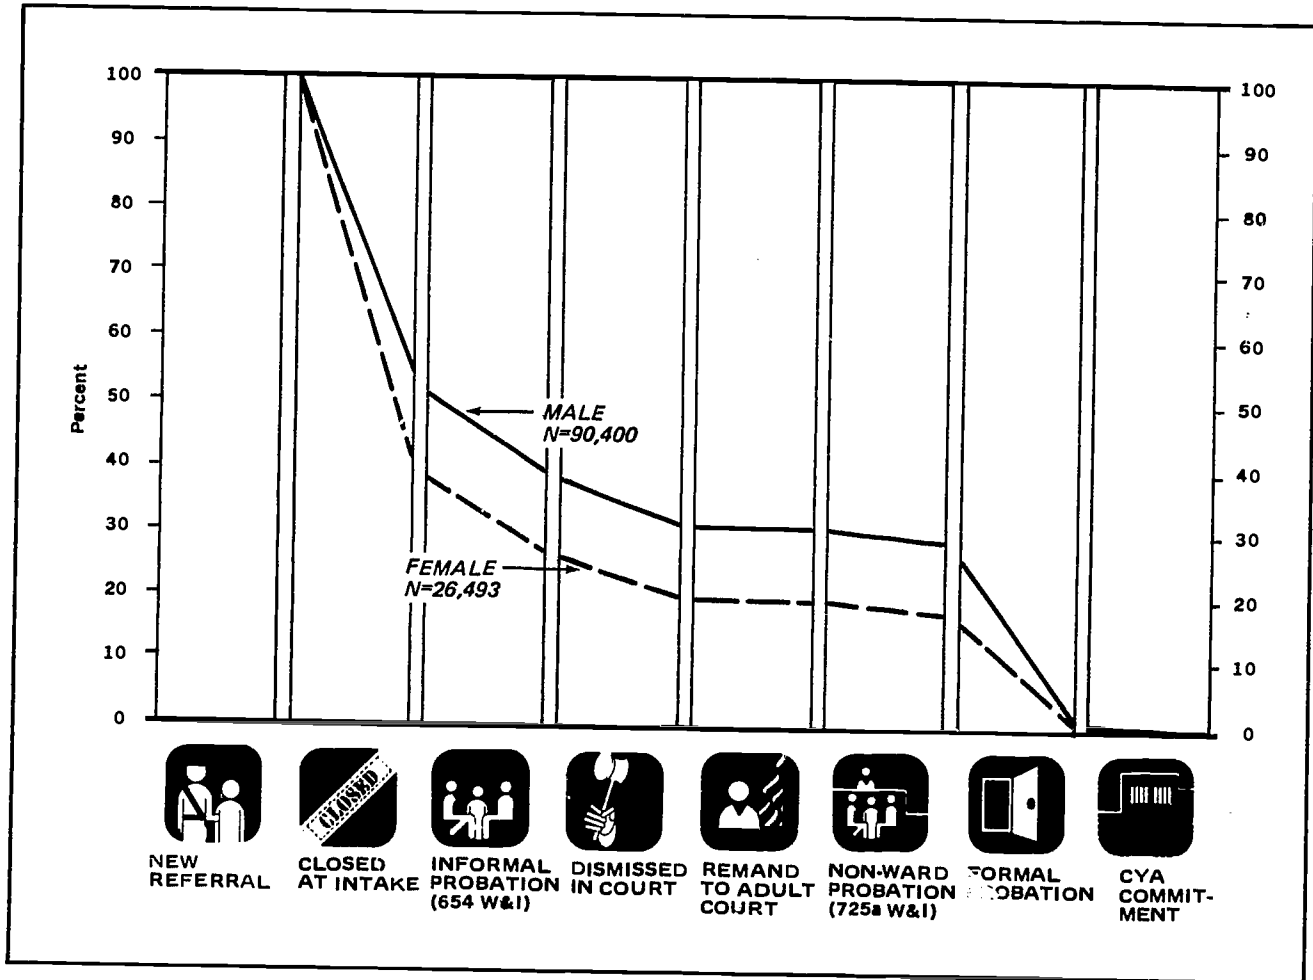 100
90
80
70
60
50
40
30
20
10
0
Percent
100
90
80
70
60
50
40
30
20
10
0
MALE
N=90,400
FEMALE
N=26,493
CLOSED
NEW
REFERRAL
CLOSED
AT INTAKE
INFORMAL
PROBATION
(654 W&I)
DISMISSED
IN COURT
REMAND
TO ADULT
COURT
NON-WARD
PROBATION
(725a W&I)
FORMAL
PROBATION
CYA
COMMIT-
MENT